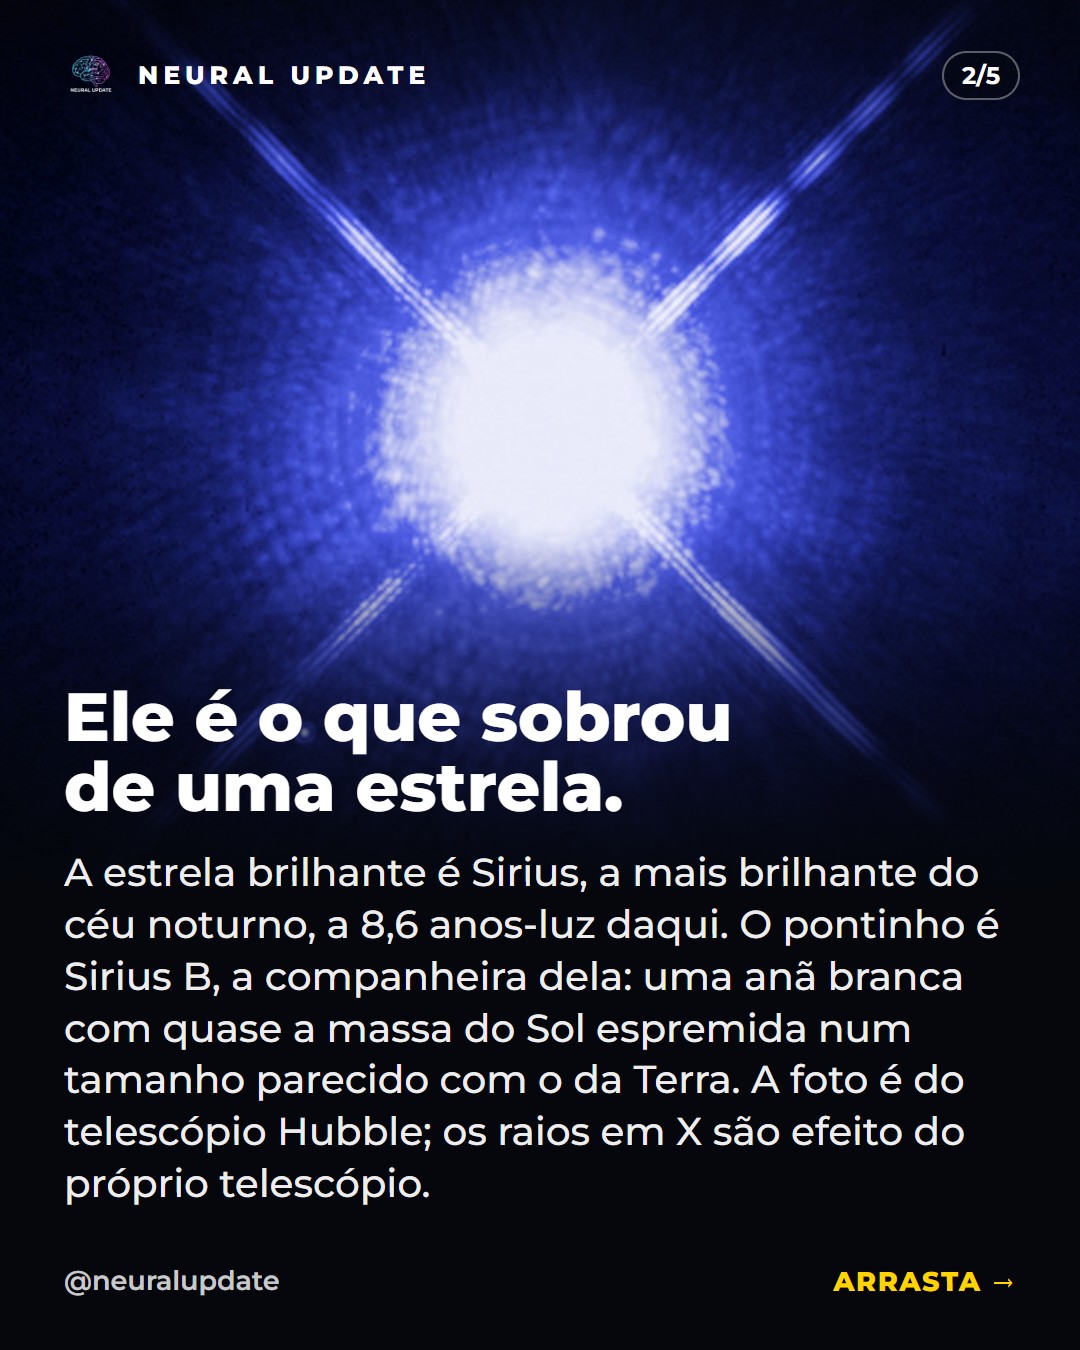 NEURAL UPDATE
NEURAL UPDATE
2/5
Ele é o que sobrou
de uma estrela.
A estrela brilhante é Sirius, a mais brilhante do
céu noturno, a 8,6 anos-luz daqui. O pontinho é
Sirius B, a companheira dela: uma anã branca
com quase a massa do Sol espremida num
tamanho parecido com o da Terra. A foto é do
telescópio Hubble; os raios em X são efeito do
próprio telescópio.
@neuralupdate
ARRASTA →